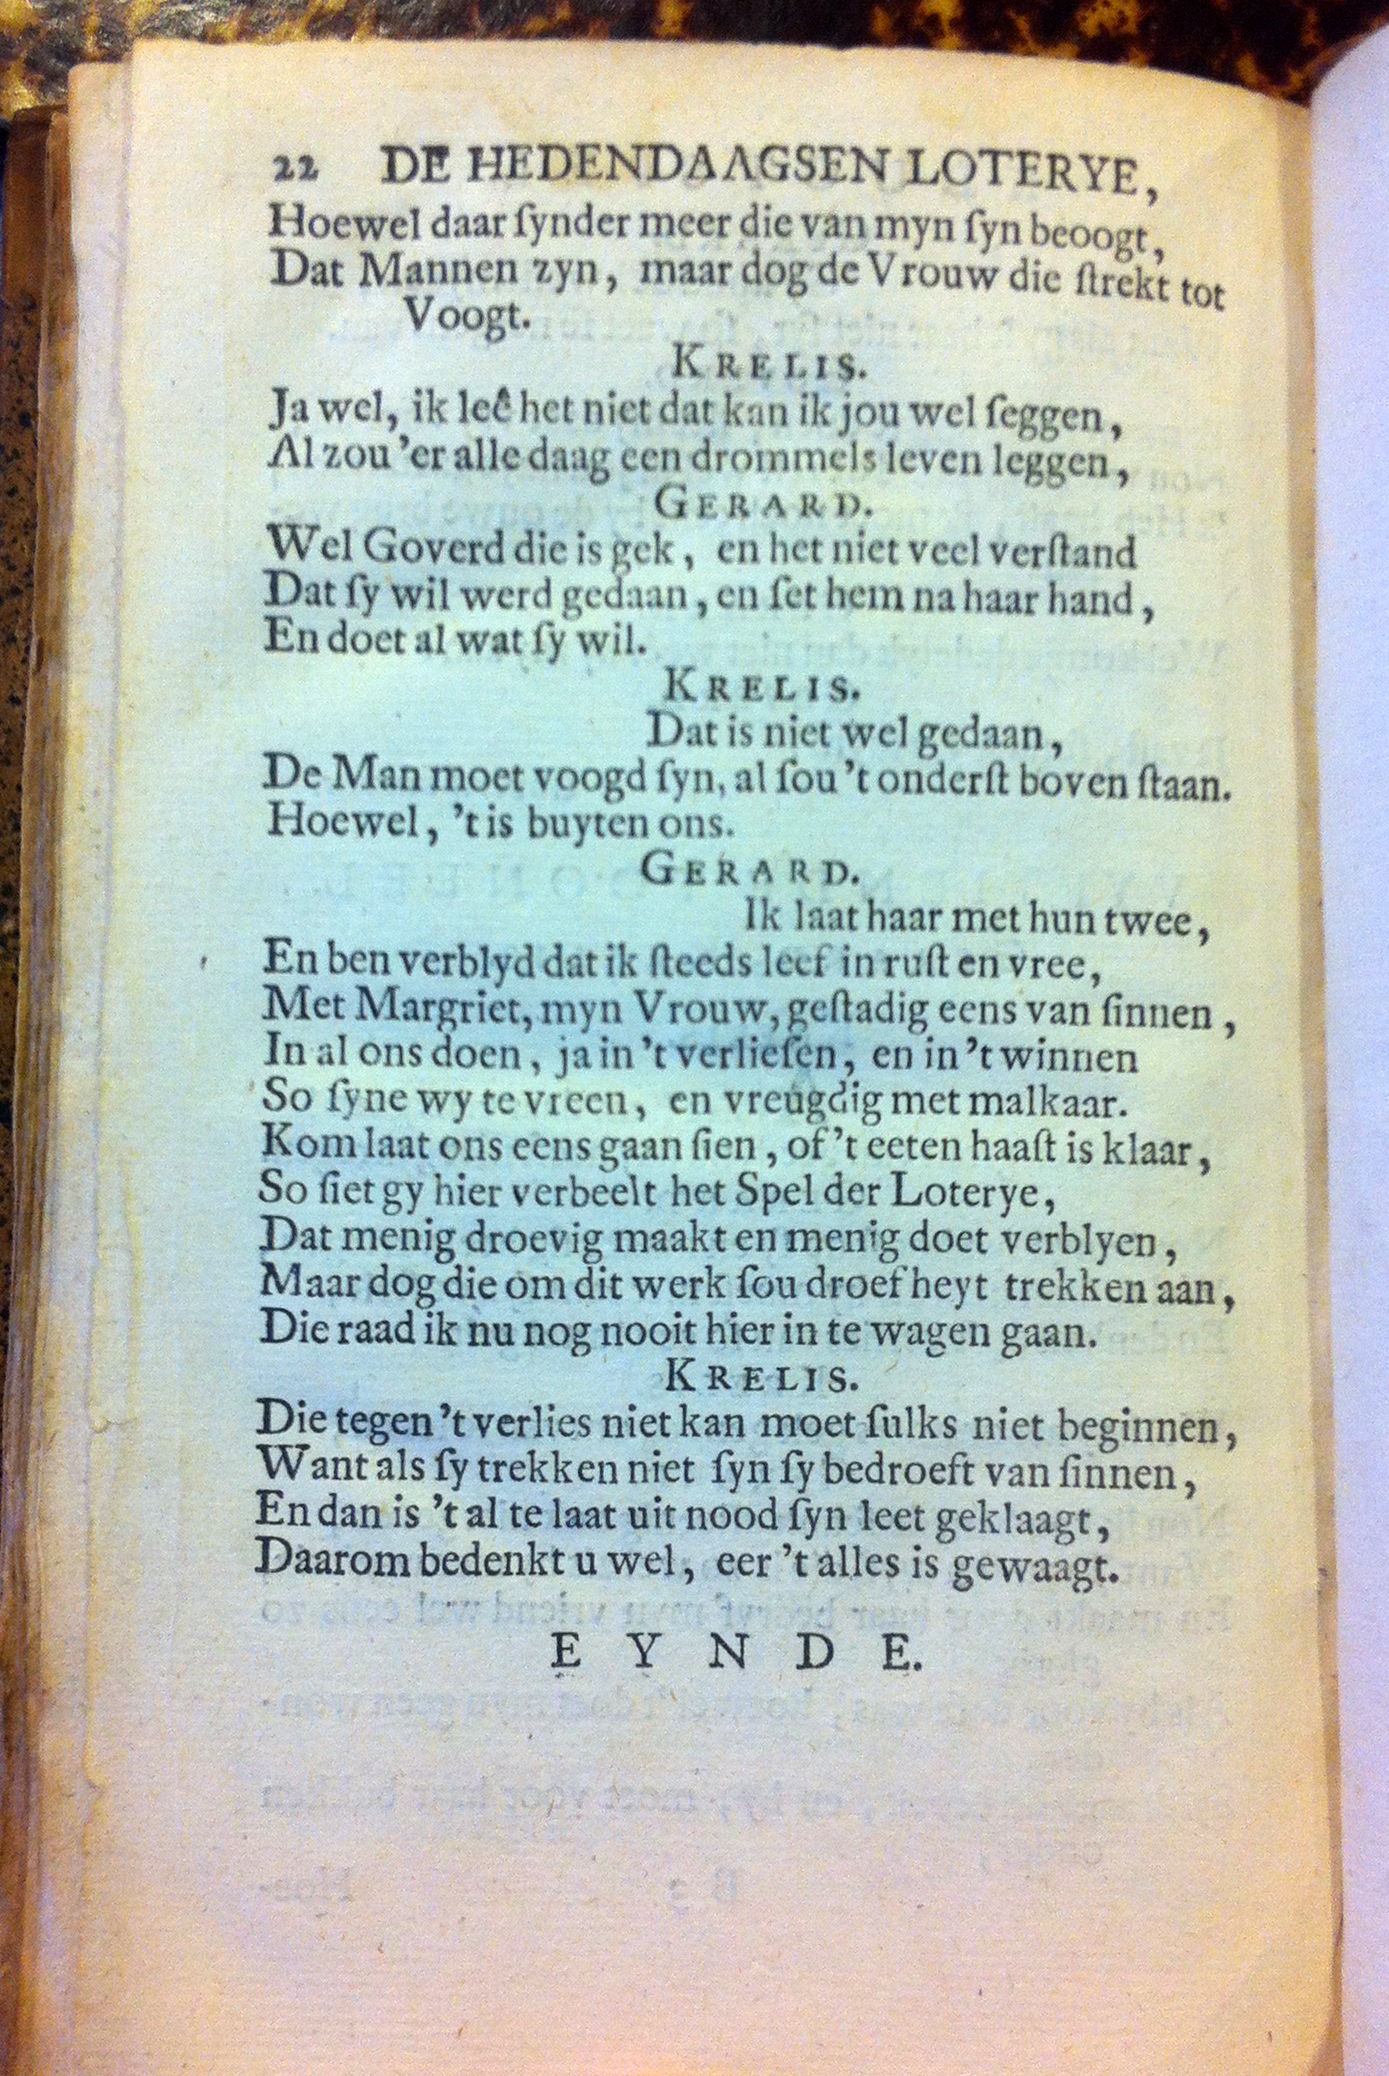 22 DE HEDENDAAGSEN LOTERYE,
Hoewel daar ſynder meer die van myn ſyn beoogt,
Dat Mannen zyn, maar dog de Vrouw die ſtrekt tot
Voogt.
KRELIS.
Ja wel, ik leê het niet dat kan ik jou wel ſeggen,
Al zou 'er alle daag een drommels leven leggen,
GERARD.
Wel Goverd die is gek, en het niet veel verſtand
Dat ſy wil werd gedaan, en ſet hem na haar hand,
En doet al wat ſy wil.
KRELIS.
Dat is niet wel gedaan,
De Man moet voogd ſyn, al ſou 't onderſt boven ſtaan.
Hoewel, 't is buyten ons.
GERARD.
Ik laat haar met hun twee,
En ben verblyd dat ik ſteeds leef in ruſt en vree,
Met Margriet, myn Vrouw, geſtadig eens van ſinnen,
In al ons doen, ja in 't verlieſen, en in 't winnen
So ſyne wy te vreen, en vreugdig met malkaar.
Kom laat ons eens gaan ſien, of 't eeten haaſt is klaar,
So ſiet gy hier verbeelt het Spel der Loterye,
Dat menig droevig maakt en menig doet verblyen,
Maar dog die om dit werk ſou droefheyt trekken aan,
Die raad ik nu nog nooit hier in te wagen gaan.
KRELIS.
Die tegen 't verlies niet kan moet ſulks niet beginnen,
Want als ſy trekken niet ſyn ſy bedroeft van ſinnen,
En dan is 't al te laat uit nood ſyn leet geklaagt,
Daarom bedenkt u wel, eer 't alles is gewaagt.
EYNDE.